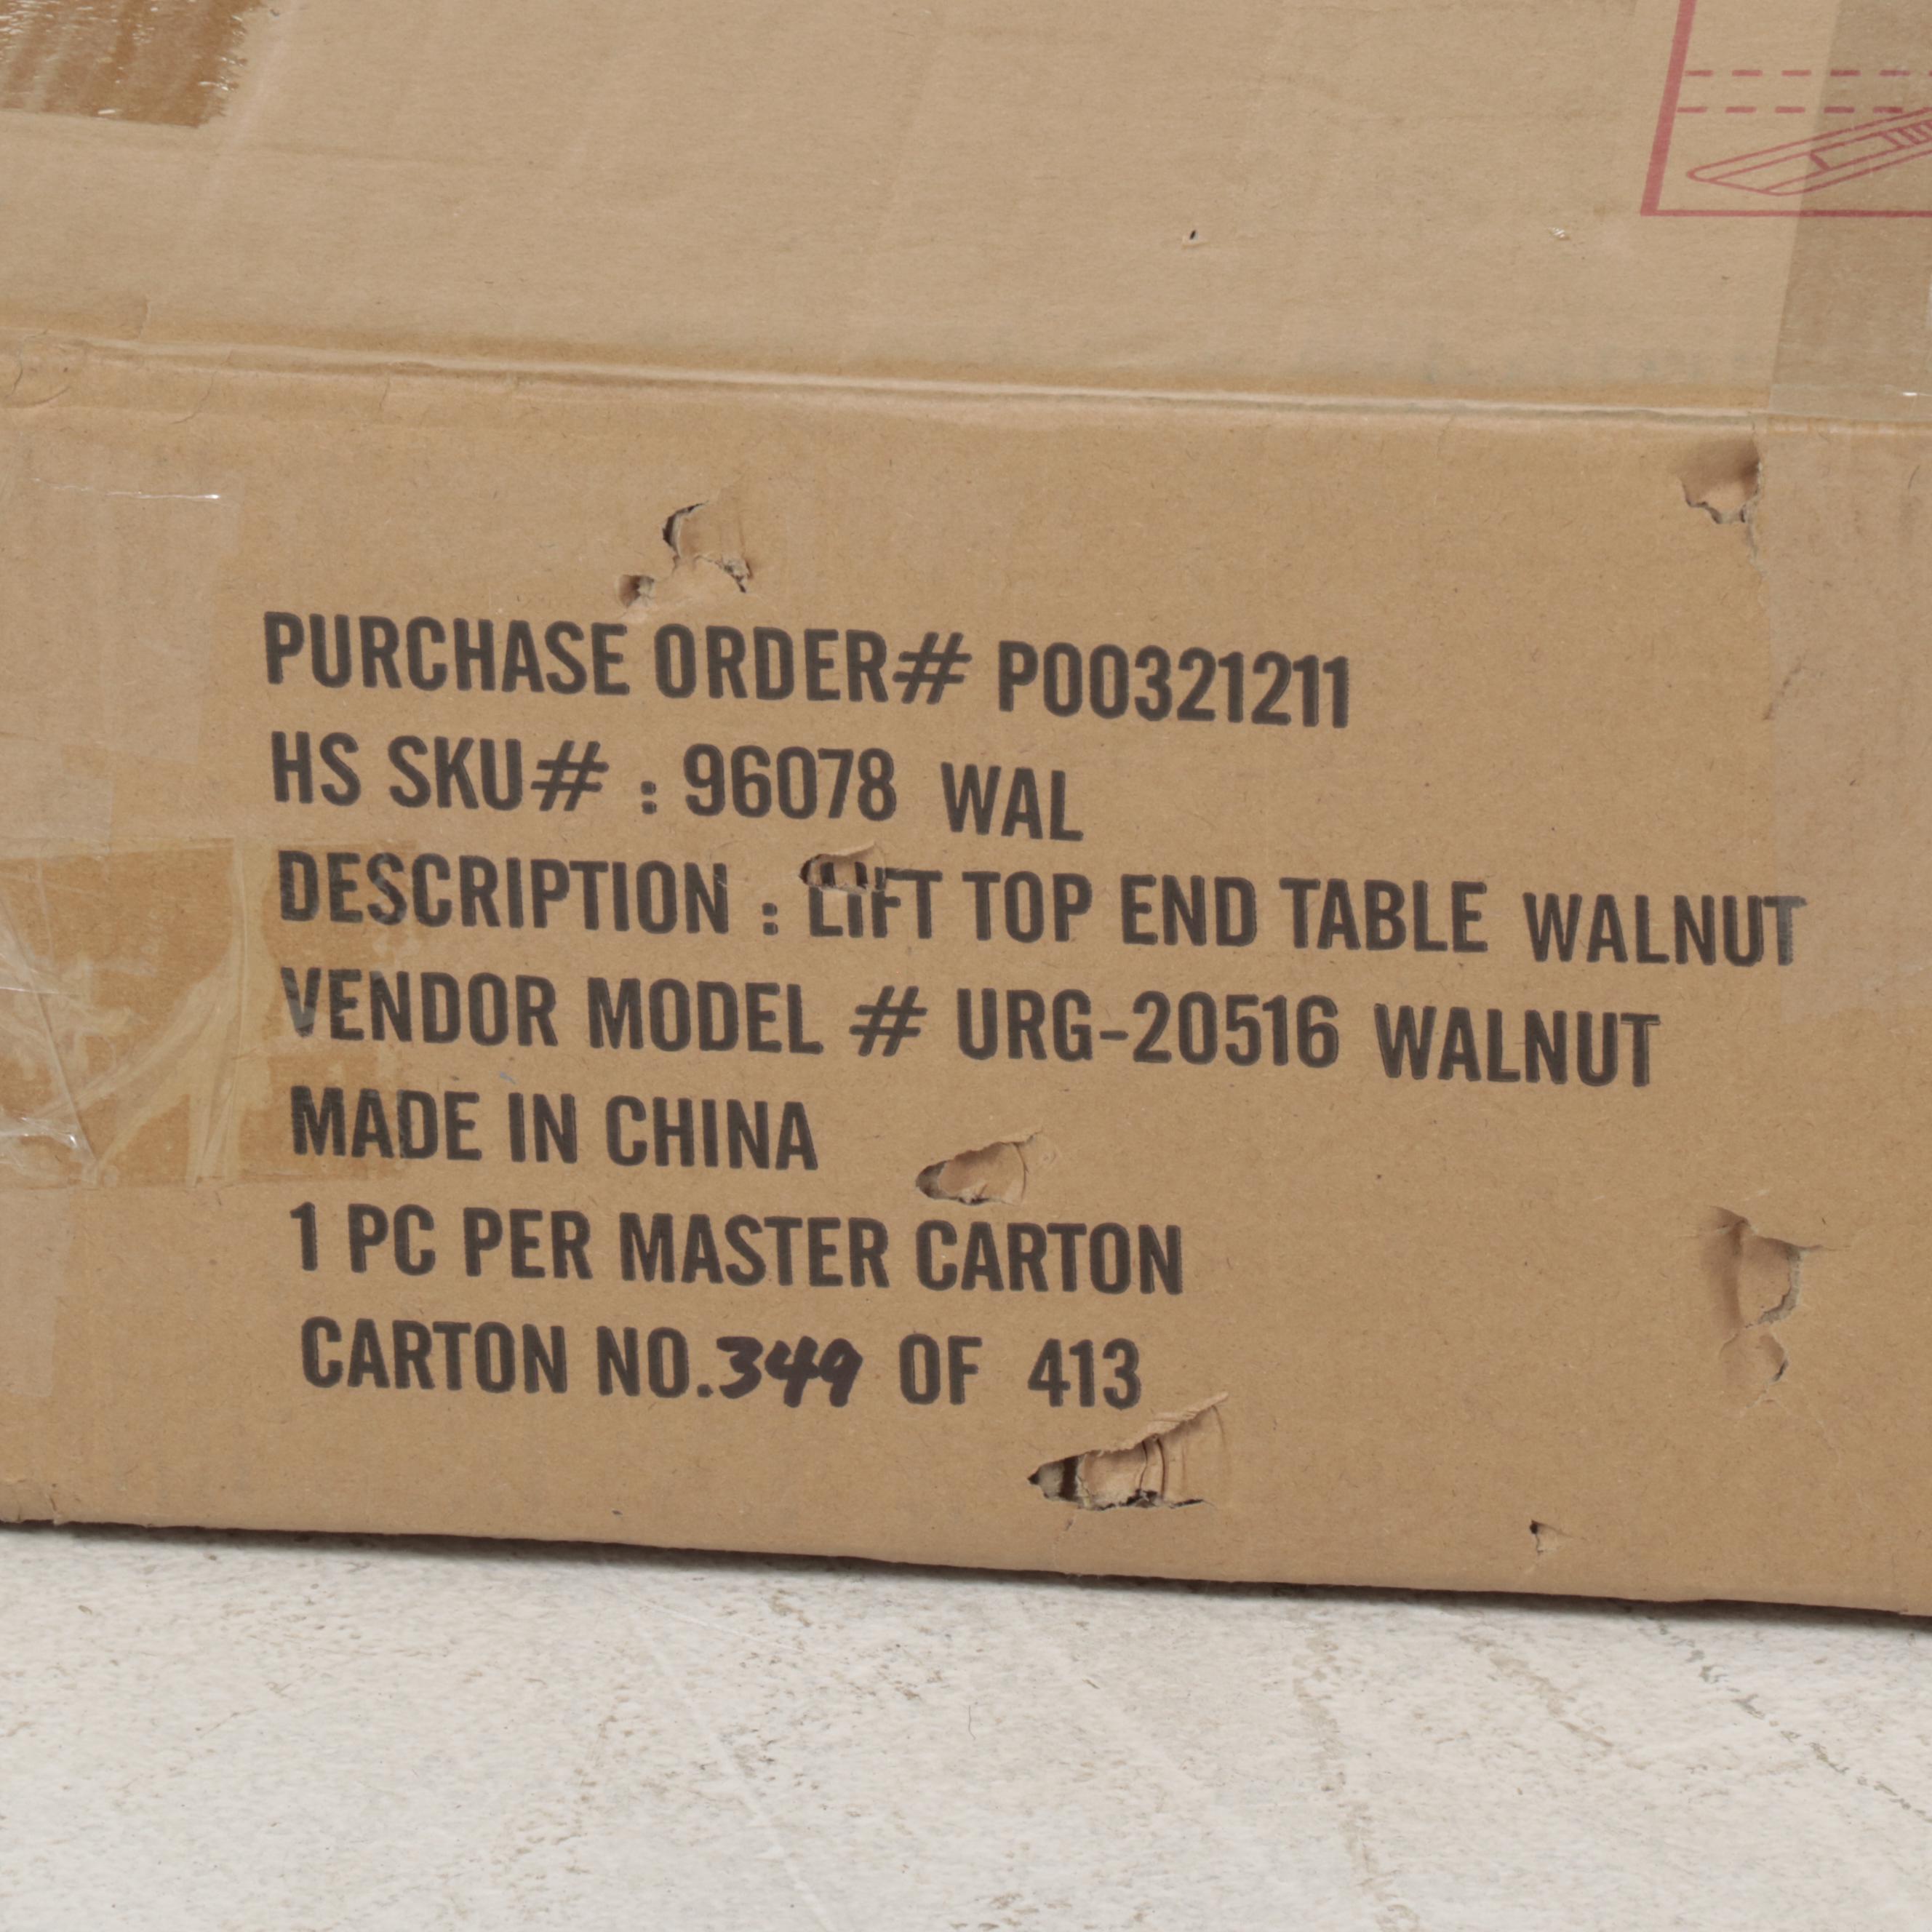 PURCHASE ORDER# P00321211
HS SKU# : 96078 WAL
DESCRIPTION : LIFT TOP END TABLE WALNUT
VENDOR MODEL # URG-20516 WALNUT
MADE IN CHINA
1 PC PER MASTER CARTON
CARTON NO.349 OF 413